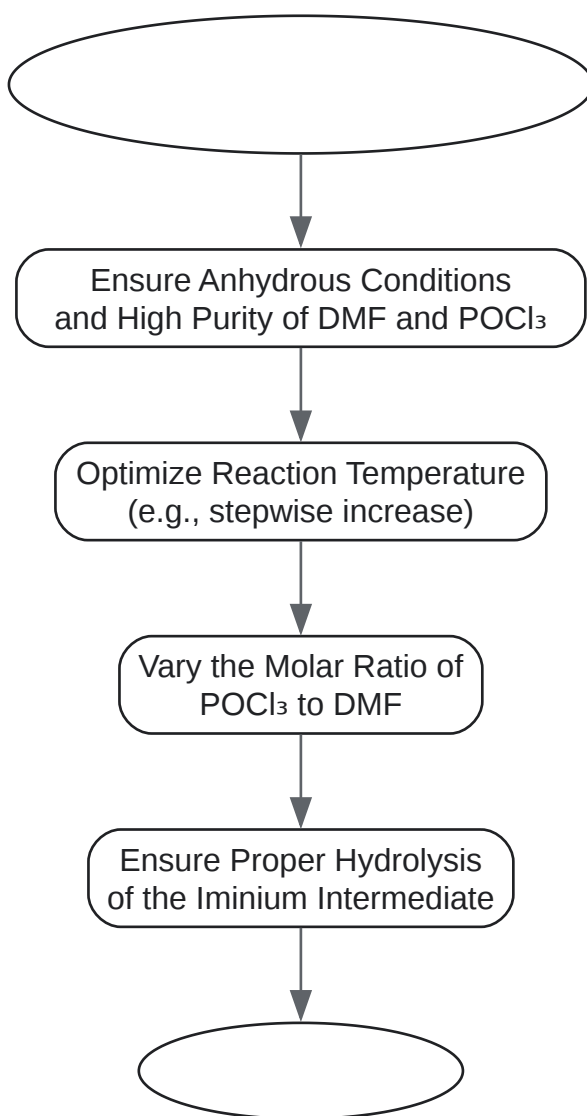 Ensure Anhydrous Conditions
and High Purity of DMF and POCl₃
Optimize Reaction Temperature
(e.g., stepwise increase)
Vary the Molar Ratio of
POCl₃ to DMF
Ensure Proper Hydrolysis
of the Iminium Intermediate